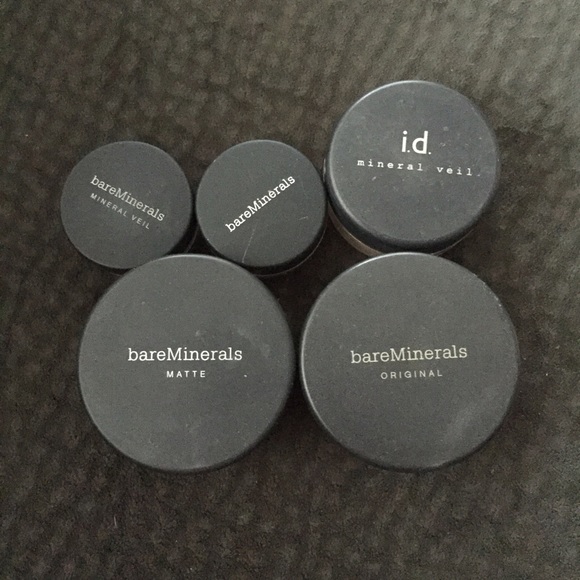 bareMinerals
MINERAL VEIL
bareMinerals
i.d.
mineral veil.
bareMinerals
MATTE
bareMinerals
ORIGINAL